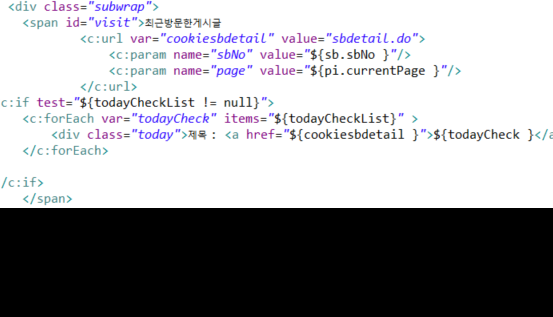 <div class="subwrap">
<span id="visit">최근방문한게시글
<c:url var="cookiesbdetail" value="sbdetail.do">
<c:param name="sbNo" value="${sb.sbNo }"/>
<c:param name="page" value="${pi.currentPage }"/>
</c:url>
c:if test="${todayCheckList != null}">
<c:forEach var="todayCheck" items="${todayCheckList}" >
<div class="today">제목 : <a href="${cookiesbdetail }">${todayCheck }</a
</c:forEach>
/c:if>
</span>